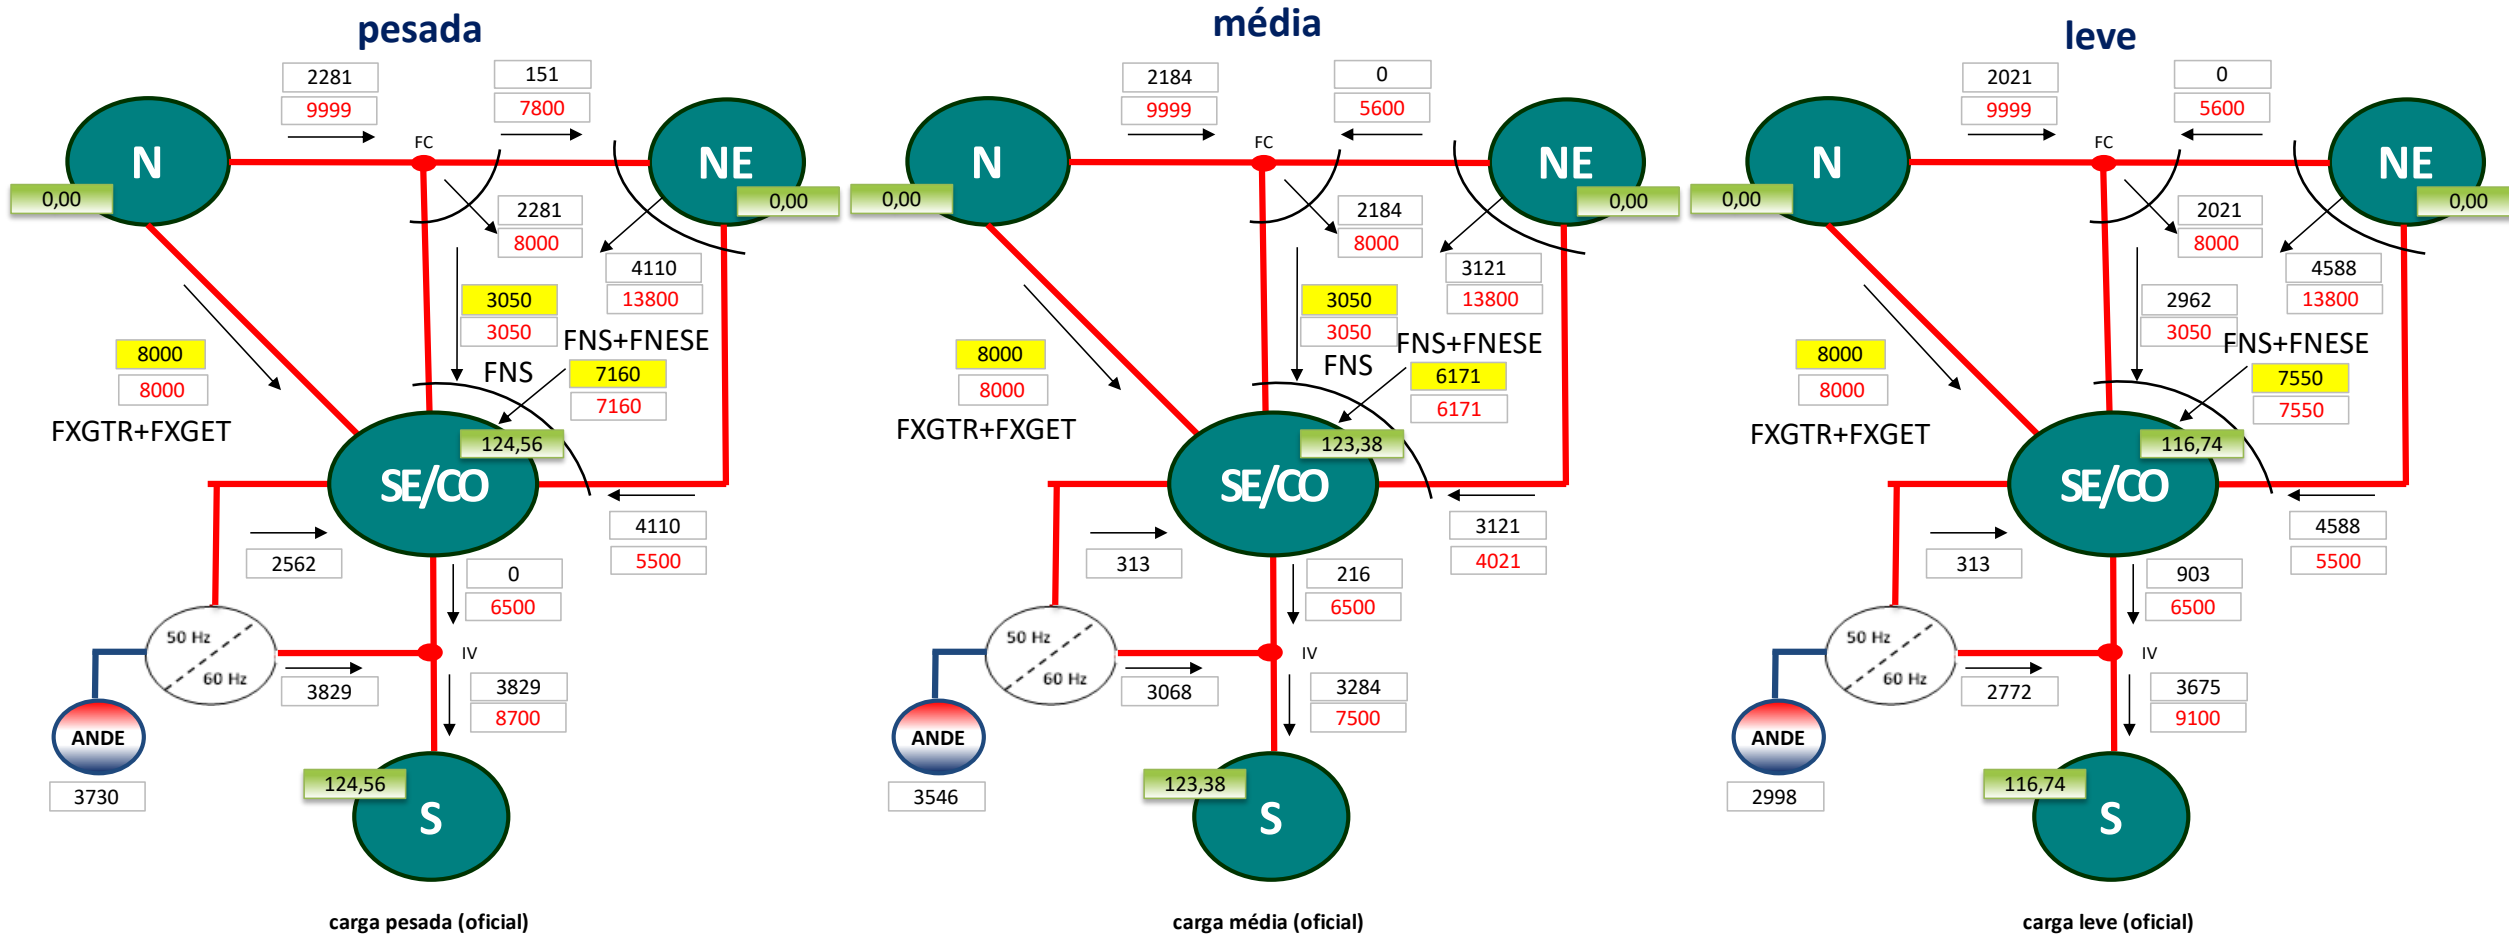 pesada
2281
9999
151
7800
FC
N
NE
0,00
0,00
2281
8000
4110
13800
3050
3050
FNS+FNESE
8000
8000
FNS
7160
7160
FXGTR+FXGET
124,56
SE/CO
4110
5500
2562
0
6500
50 Hz
60 Hz
IV
3829
3829
8700
ANDE
3730
124,56
S
carga pesada (oficial)
média
2184
9999
0
5600
FC
N
NE
0,00
0,00
2184
8000
3121
13800
3050
3050
FNS+FNESE
8000
8000
FNS
6171
6171
FXGTR+FXGET
123,38
SE/CO
3121
4021
313
216
6500
50 Hz
60 Hz
IV
3068
3284
7500
ANDE
3546
123,38
S
carga média (oficial)
leve
2021
9999
0
5600
FC
N
NE
0,00
0,00
2021
8000
4588
13800
2962
3050
FNS+FNESE
8000
8000
7550
7550
FXGTR+FXGET
116,74
SE/CO
4588
5500
313
903
6500
50 Hz
60 Hz
IV
2772
3675
9100
ANDE
2998
116,74
S
carga leve (oficial)